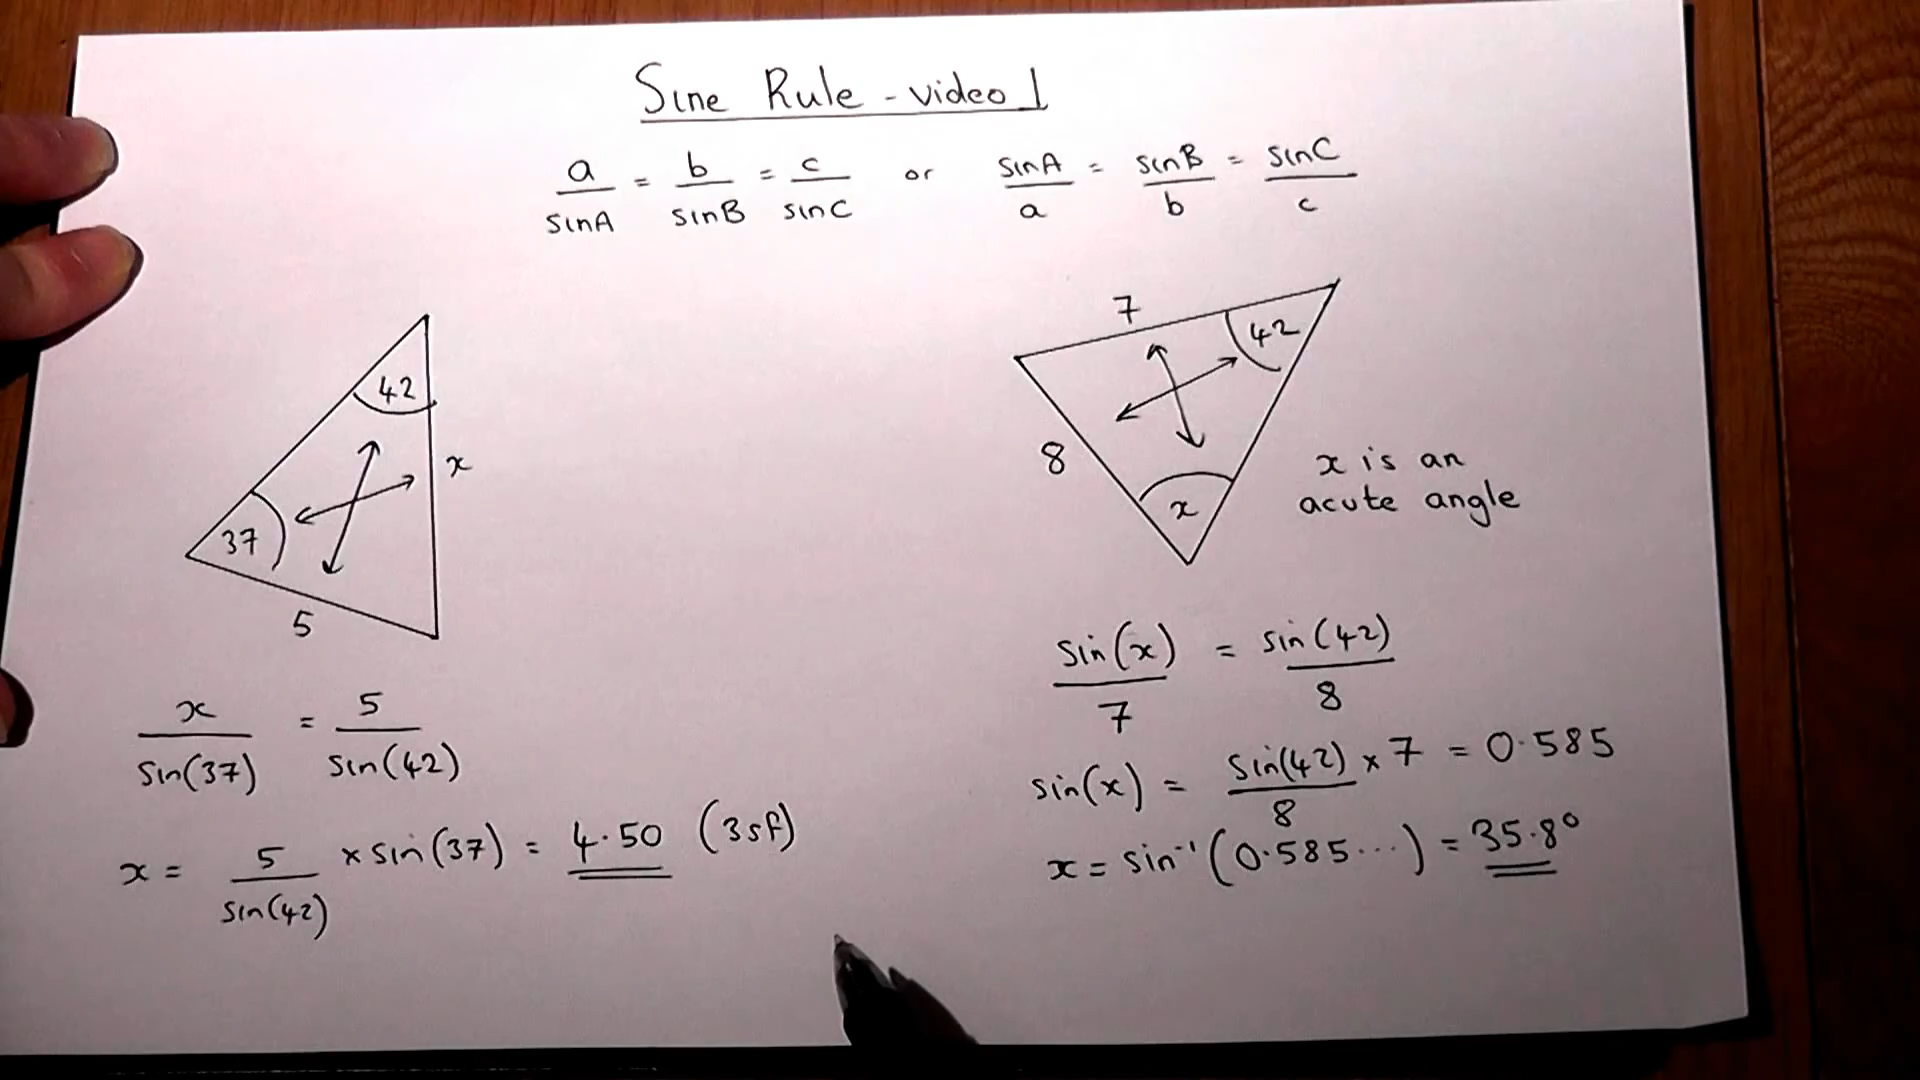 Sine Rule - video 1
a/sinA = b/sinB = c/sinC or sinA/a = sinB/b = sinC/c
42
37
x
5
x/sin(37) = 5/sin(42)
x = 5/sin(42) × sin(37) = 4.50 (3sf)
7
42
8
x
x is an
acute angle
sin(x)/7 = sin(42)/8
sin(x) = sin(42)/8 × 7 = 0.585
x = sin⁻¹(0.585...) = 35.8°